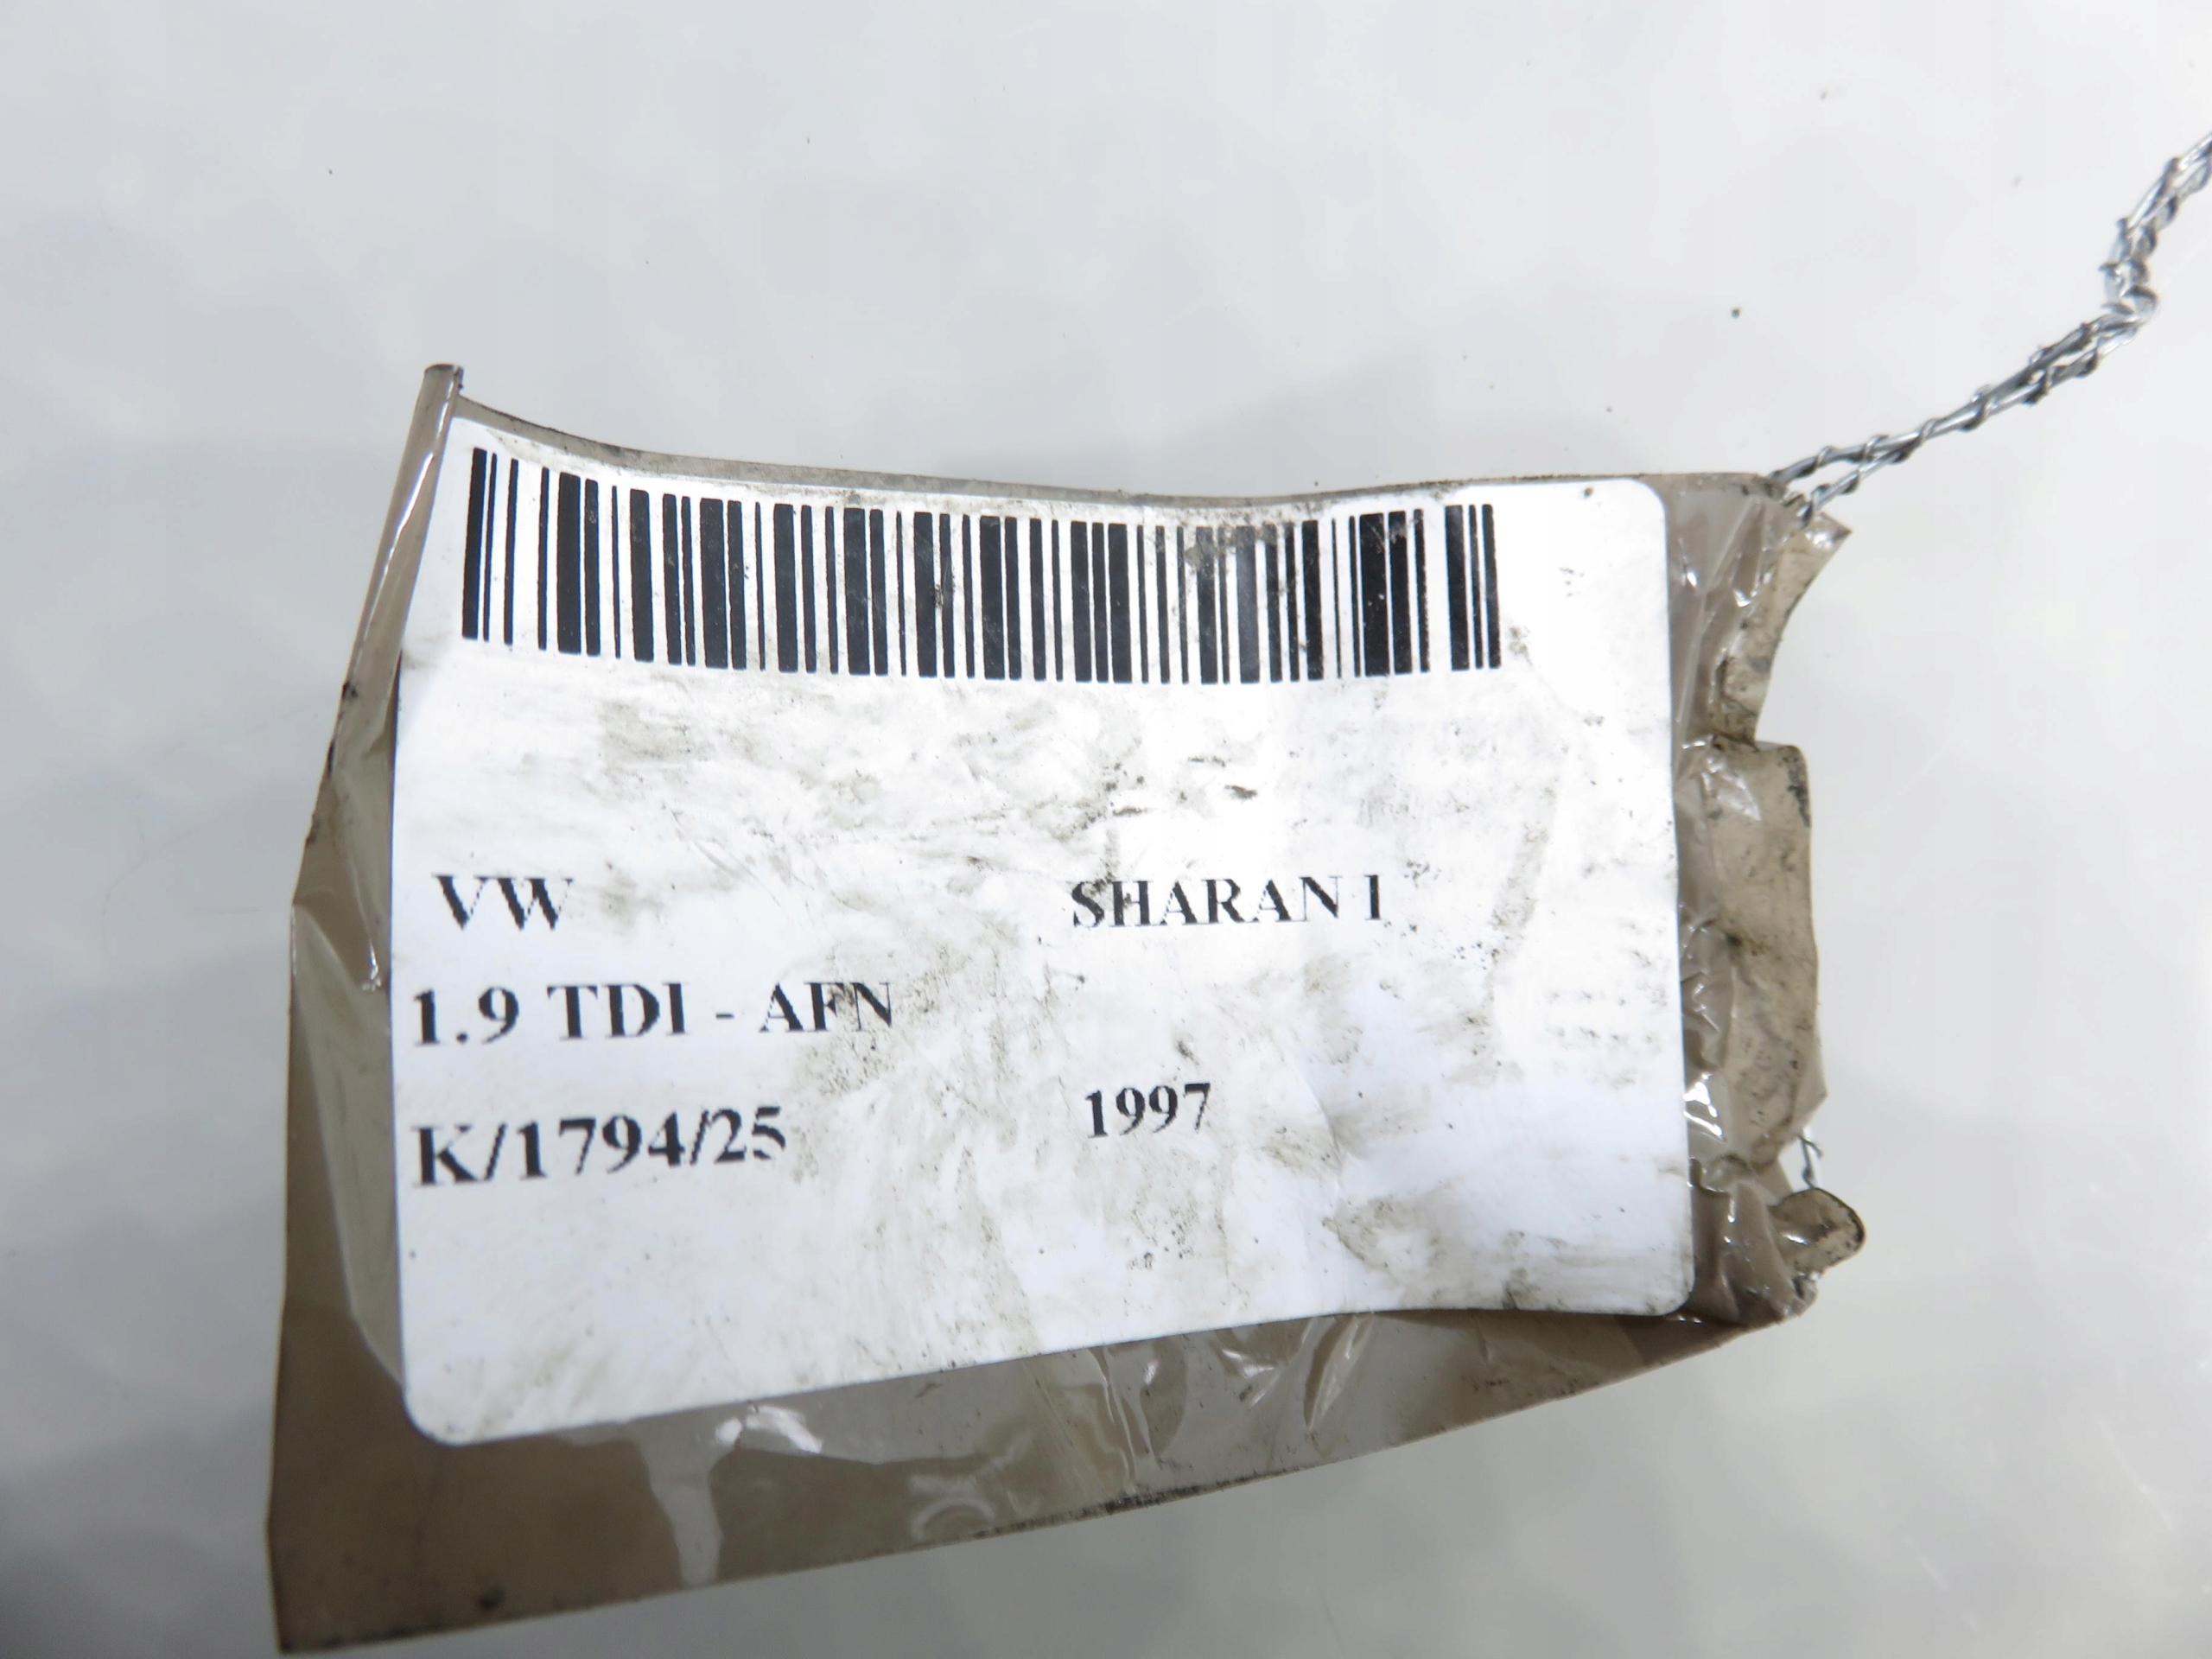 VW SHARAN I
1.9 TDI - AFN
K/1794/25 1997